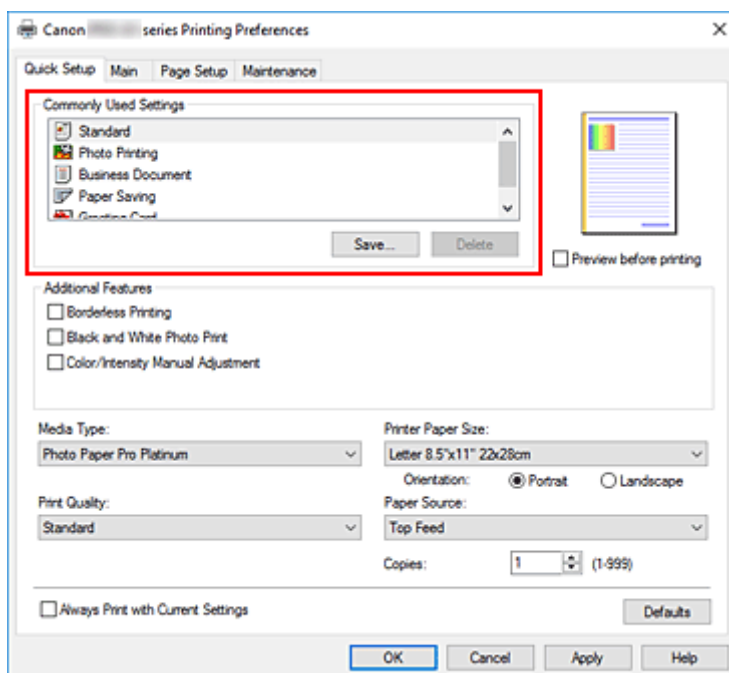 Canon series Printing Preferences
Quick Setup Main Page Setup Maintenance
Commonly Used Settings
Standard
Photo Printing
Business Document
Paper Saving
Greeting Card
Save... Delete
Preview before printing
Additional Features
Borderless Printing
Black and White Photo Print
Color/Intensity Manual Adjustment
Media Type: Printer Paper Size:
Photo Paper Pro Platinum Letter 8.5"x11" 22x28cm
Orientation: Portrait Landscape
Print Quality: Paper Source:
Standard Top Feed
Copies: 1 (1-999)
Always Print with Current Settings Defaults
OK Cancel Apply Help